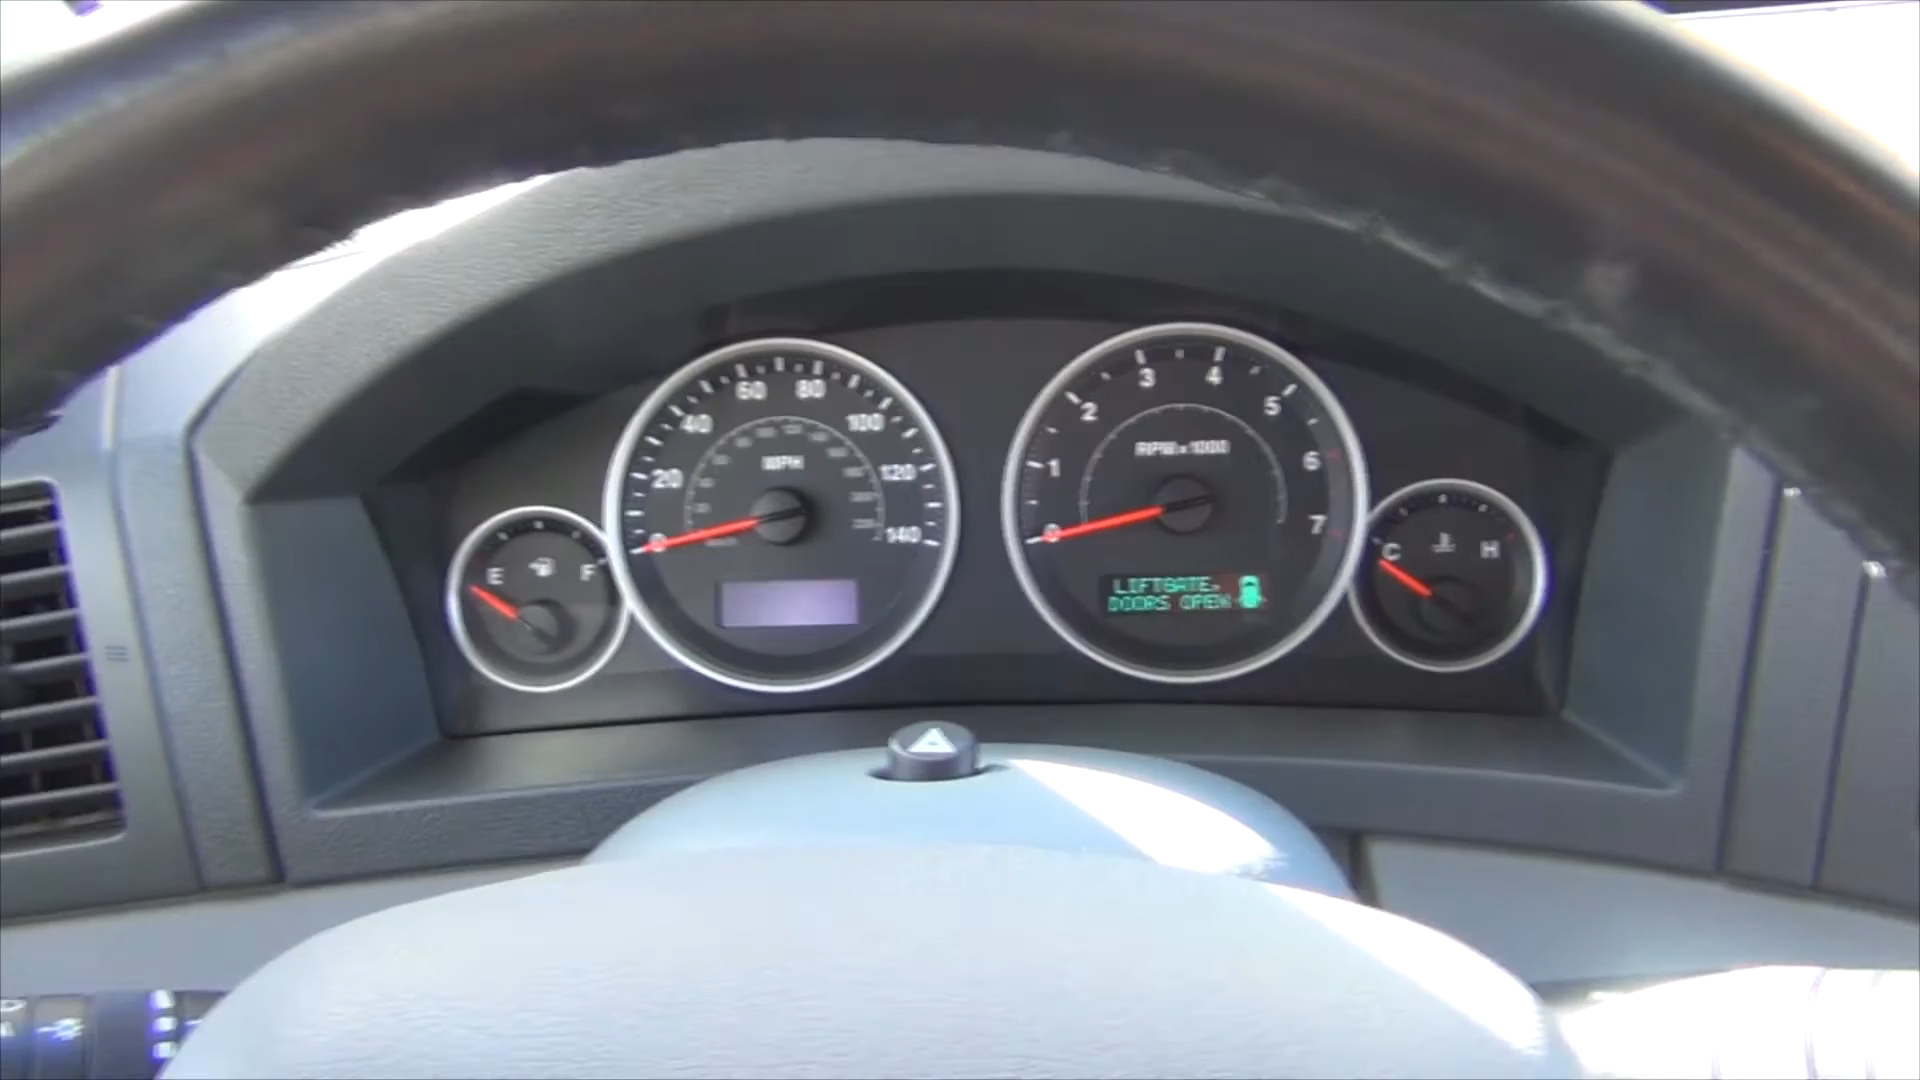 60 80
40 100
20 MPH 120
0 140
E F
3 4
2 5
RPM x 1000
1 6
0 7
LIFTGATE,
DOORS OPEN
C H